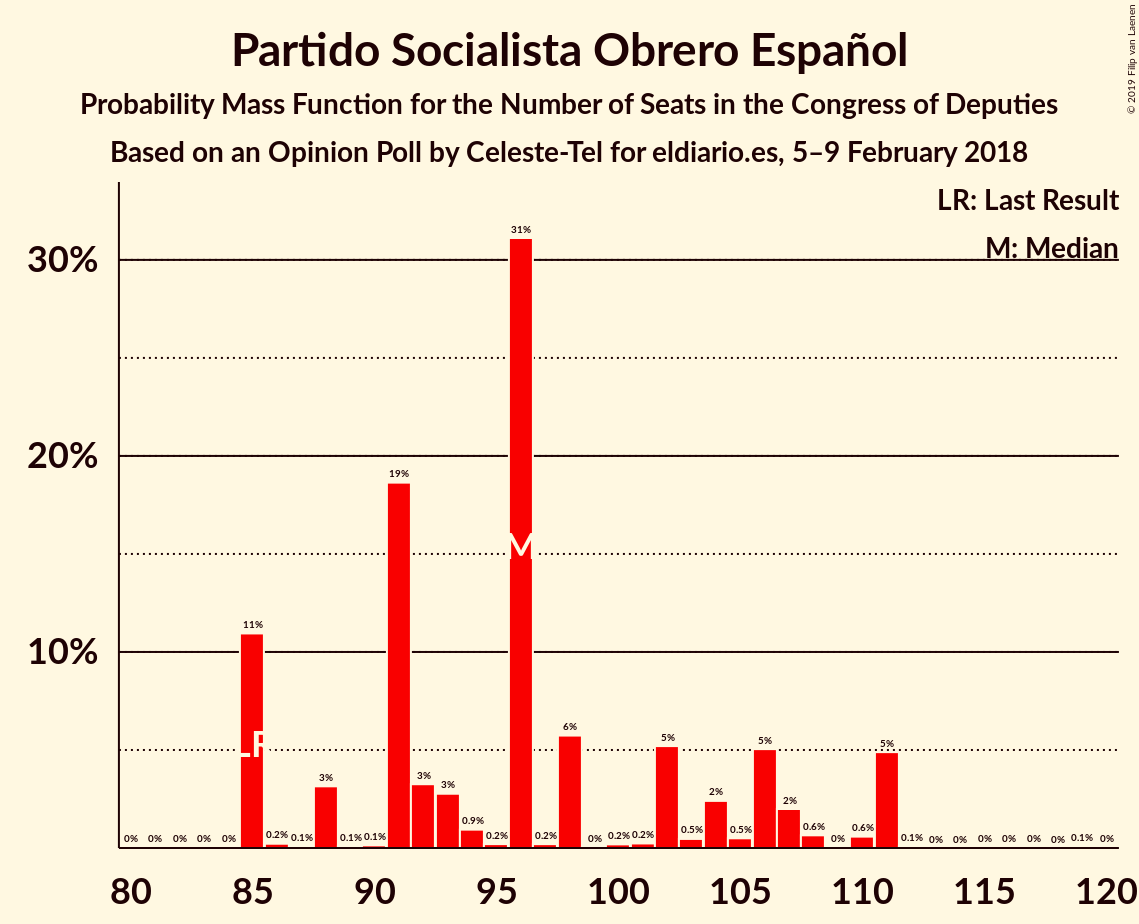 Partido Socialista Obrero Español
Probability Mass Function for the Number of Seats in the Congress of Deputies
Based on an Opinion Poll by Celeste-Tel for eldiario.es, 5–9 February 2018
© 2019 Filip van Laenen
LR: Last Result
M: Median
30%
20%
10%
0% 0% 0% 0% 0% 11% 0.2% 0.1% 3% 0.1% 0.1% 19% 3% 3% 0.9% 0.2% 31% 0.2% 6% 0% 0.2% 0.2% 5% 0.5% 2% 0.5% 5% 2% 0.6% 0% 0.6% 5% 0.1% 0% 0% 0% 0% 0% 0% 0.1% 0%
LR
M
80 85 90 95 100 105 110 115 120